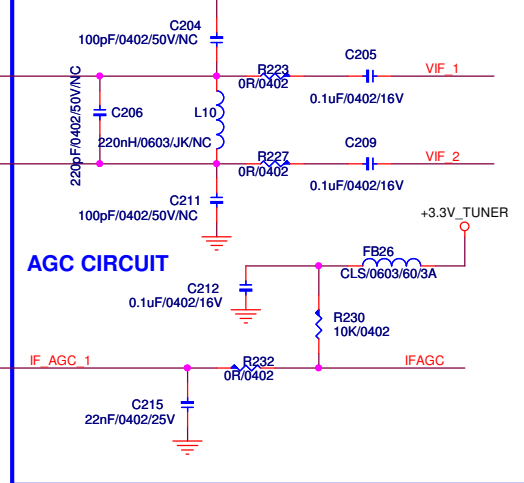 C204
100pF/0402/50V/NC
R223
0R/0402
C205
0.1uF/0402/16V
VIF_1
220pF/0402/50V/NC
C206
L10
220nH/0603/JK/NC
R227
0R/0402
C209
0.1uF/0402/16V
VIF_2
C211
100pF/0402/50V/NC
+3.3V_TUNER
AGC CIRCUIT
FB26
CLS/0603/60/3A
C212
0.1uF/0402/16V
R230
10K/0402
IF_AGC_1
R232
0R/0402
IFAGC
C215
22nF/0402/25V